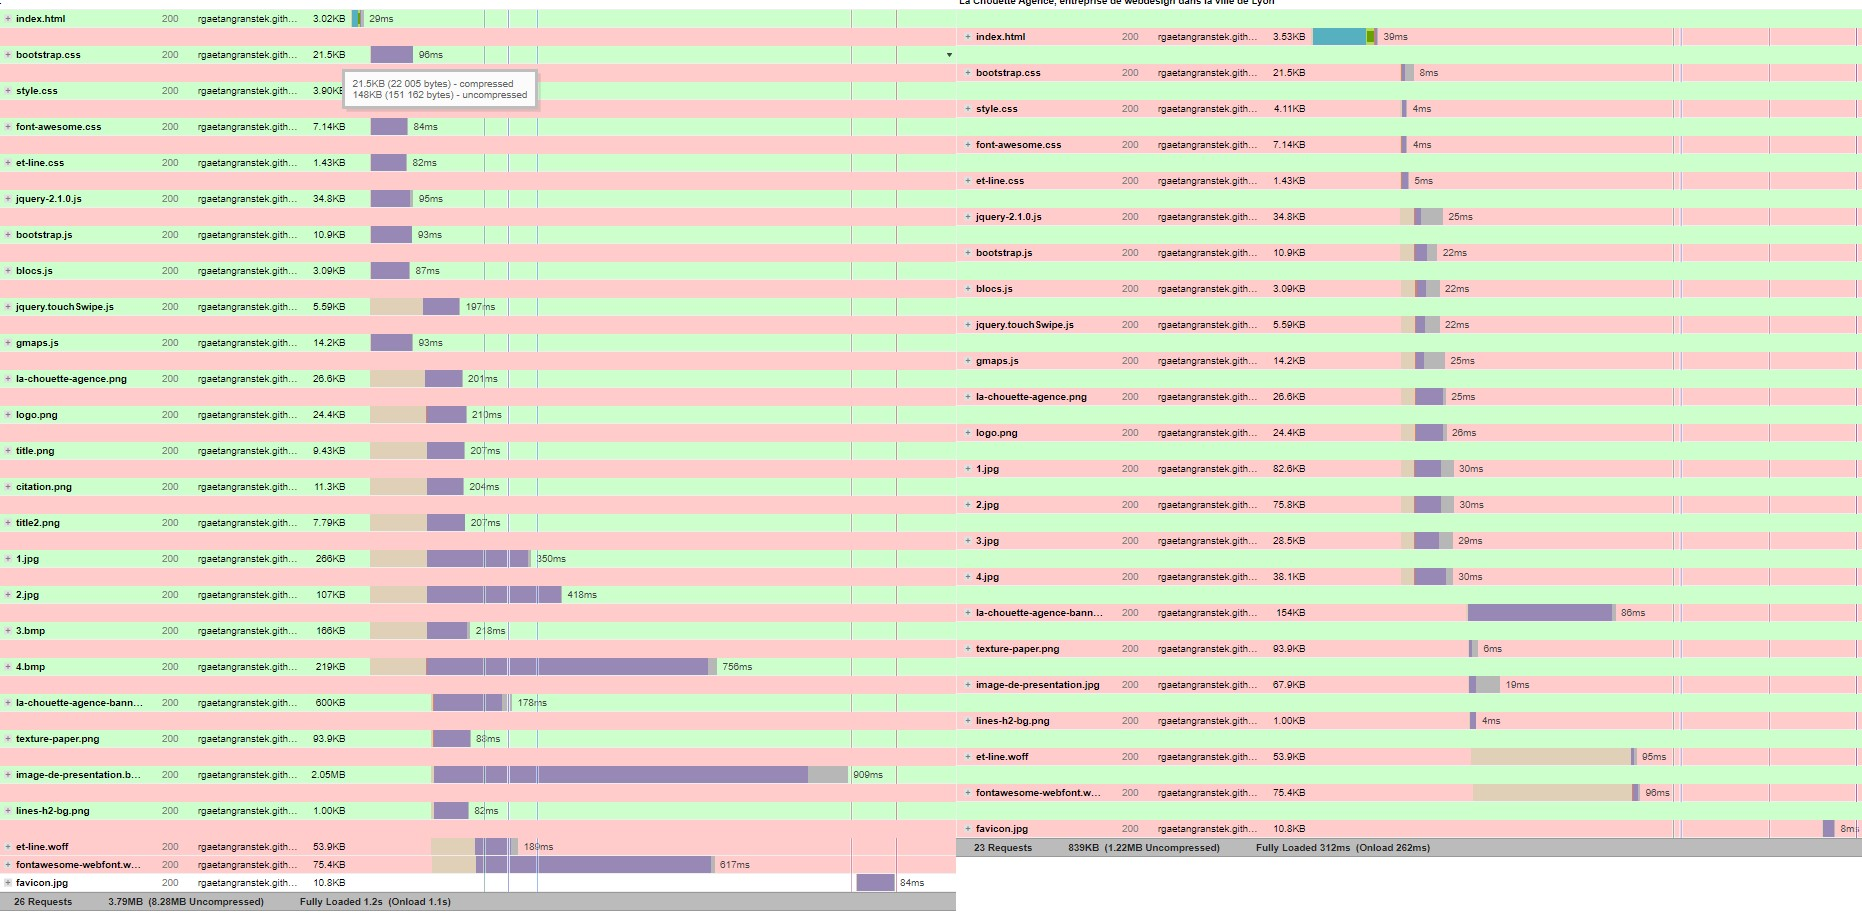 index.html 200 rgaetangranstek.gith... 3.02KB 29ms
bootstrap.css 200 rgaetangranstek.gith... 21.5KB 96ms
21.5KB (22 005 bytes) - compressed
148KB (151 162 bytes) - uncompressed
style.css 200 rgaetangranstek.gith... 3.90KB
font-awesome.css 200 rgaetangranstek.gith... 7.14KB 84ms
et-line.css 200 rgaetangranstek.gith... 1.43KB 82ms
jquery-2.1.0.js 200 rgaetangranstek.gith... 34.8KB 95ms
bootstrap.js 200 rgaetangranstek.gith... 10.9KB 93ms
blocs.js 200 rgaetangranstek.gith... 3.09KB 87ms
jquery.touchSwipe.js 200 rgaetangranstek.gith... 5.59KB 197ms
gmaps.js 200 rgaetangranstek.gith... 14.2KB 93ms
la-chouette-agence.png 200 rgaetangranstek.gith... 26.6KB 201ms
logo.png 200 rgaetangranstek.gith... 24.4KB 210ms
title.png 200 rgaetangranstek.gith... 9.43KB 207ms
citation.png 200 rgaetangranstek.gith... 11.3KB 204ms
title2.png 200 rgaetangranstek.gith... 7.79KB 207ms
1.jpg 200 rgaetangranstek.gith... 266KB 350ms
2.jpg 200 rgaetangranstek.gith... 107KB 418ms
3.bmp 200 rgaetangranstek.gith... 166KB 218ms
4.bmp 200 rgaetangranstek.gith... 219KB 756ms
la-chouette-agence-bann... 200 rgaetangranstek.gith... 600KB 178ms
texture-paper.png 200 rgaetangranstek.gith... 93.9KB 88ms
image-de-presentation.b... 200 rgaetangranstek.gith... 2.05MB 909ms
lines-h2-bg.png 200 rgaetangranstek.gith... 1.00KB 82ms
et-line.woff 200 rgaetangranstek.gith... 53.9KB 189ms
fontawesome-webfont.w... 200 rgaetangranstek.gith... 75.4KB 617ms
favicon.jpg 200 rgaetangranstek.gith... 10.8KB 84ms
26 Requests 3.79MB (8.28MB Uncompressed) Fully Loaded 1.2s (Onload 1.1s)
La Chouette Agence, entreprise de webdesign dans la ville de Lyon
index.html 200 rgaetangranstek.gith... 3.53KB 39ms
bootstrap.css 200 rgaetangranstek.gith... 21.5KB 8ms
style.css 200 rgaetangranstek.gith... 4.11KB 4ms
font-awesome.css 200 rgaetangranstek.gith... 7.14KB 4ms
et-line.css 200 rgaetangranstek.gith... 1.43KB 5ms
jquery-2.1.0.js 200 rgaetangranstek.gith... 34.8KB 25ms
bootstrap.js 200 rgaetangranstek.gith... 10.9KB 22ms
blocs.js 200 rgaetangranstek.gith... 3.09KB 22ms
jquery.touchSwipe.js 200 rgaetangranstek.gith... 5.59KB 22ms
gmaps.js 200 rgaetangranstek.gith... 14.2KB 25ms
la-chouette-agence.png 200 rgaetangranstek.gith... 26.6KB 25ms
logo.png 200 rgaetangranstek.gith... 24.4KB 26ms
1.jpg 200 rgaetangranstek.gith... 82.6KB 30ms
2.jpg 200 rgaetangranstek.gith... 75.8KB 30ms
3.jpg 200 rgaetangranstek.gith... 28.5KB 29ms
4.jpg 200 rgaetangranstek.gith... 38.1KB 30ms
la-chouette-agence-bann... 200 rgaetangranstek.gith... 154KB 86ms
texture-paper.png 200 rgaetangranstek.gith... 93.9KB 6ms
image-de-presentation.jpg 200 rgaetangranstek.gith... 67.9KB 19ms
lines-h2-bg.png 200 rgaetangranstek.gith... 1.00KB 4ms
et-line.woff 200 rgaetangranstek.gith... 53.9KB 95ms
fontawesome-webfont.w... 200 rgaetangranstek.gith... 75.4KB 96ms
favicon.jpg 200 rgaetangranstek.gith... 10.8KB 8ms
23 Requests 839KB (1.22MB Uncompressed) Fully Loaded 312ms (Onload 262ms)